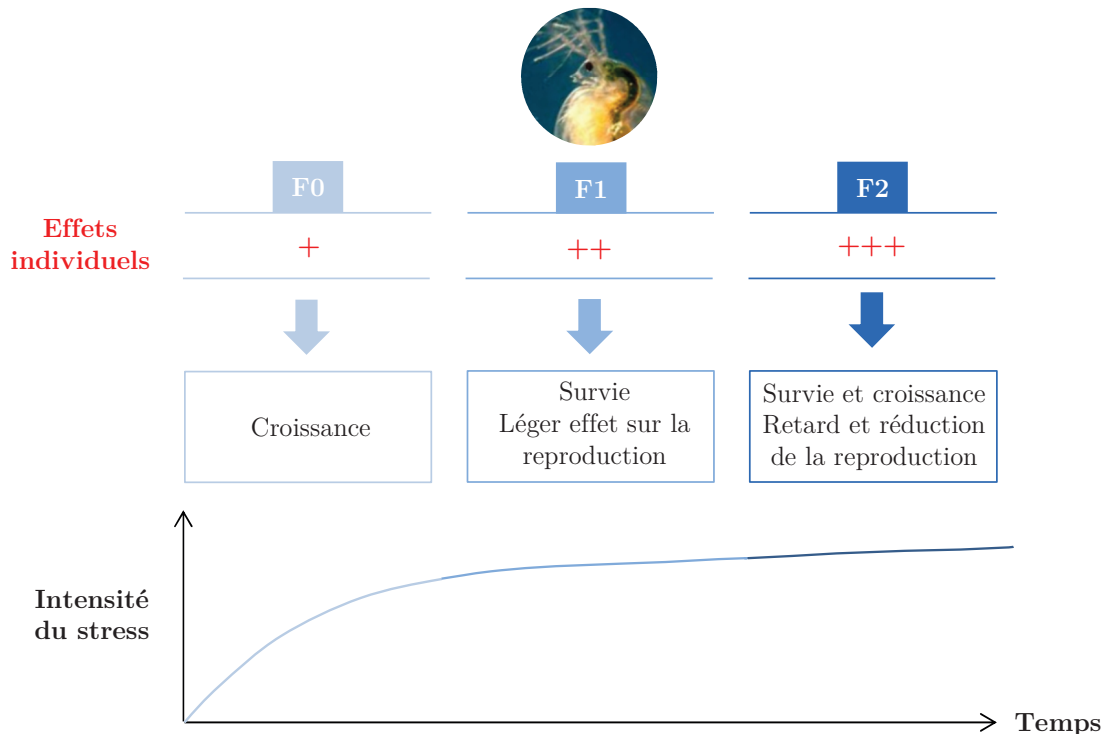 F0
F1
F2
Effets
individuels
+
++
+++
Croissance
Survie
Léger effet sur la
reproduction
Survie et croissance
Retard et réduction
de la reproduction
Intensité
du stress
Temps